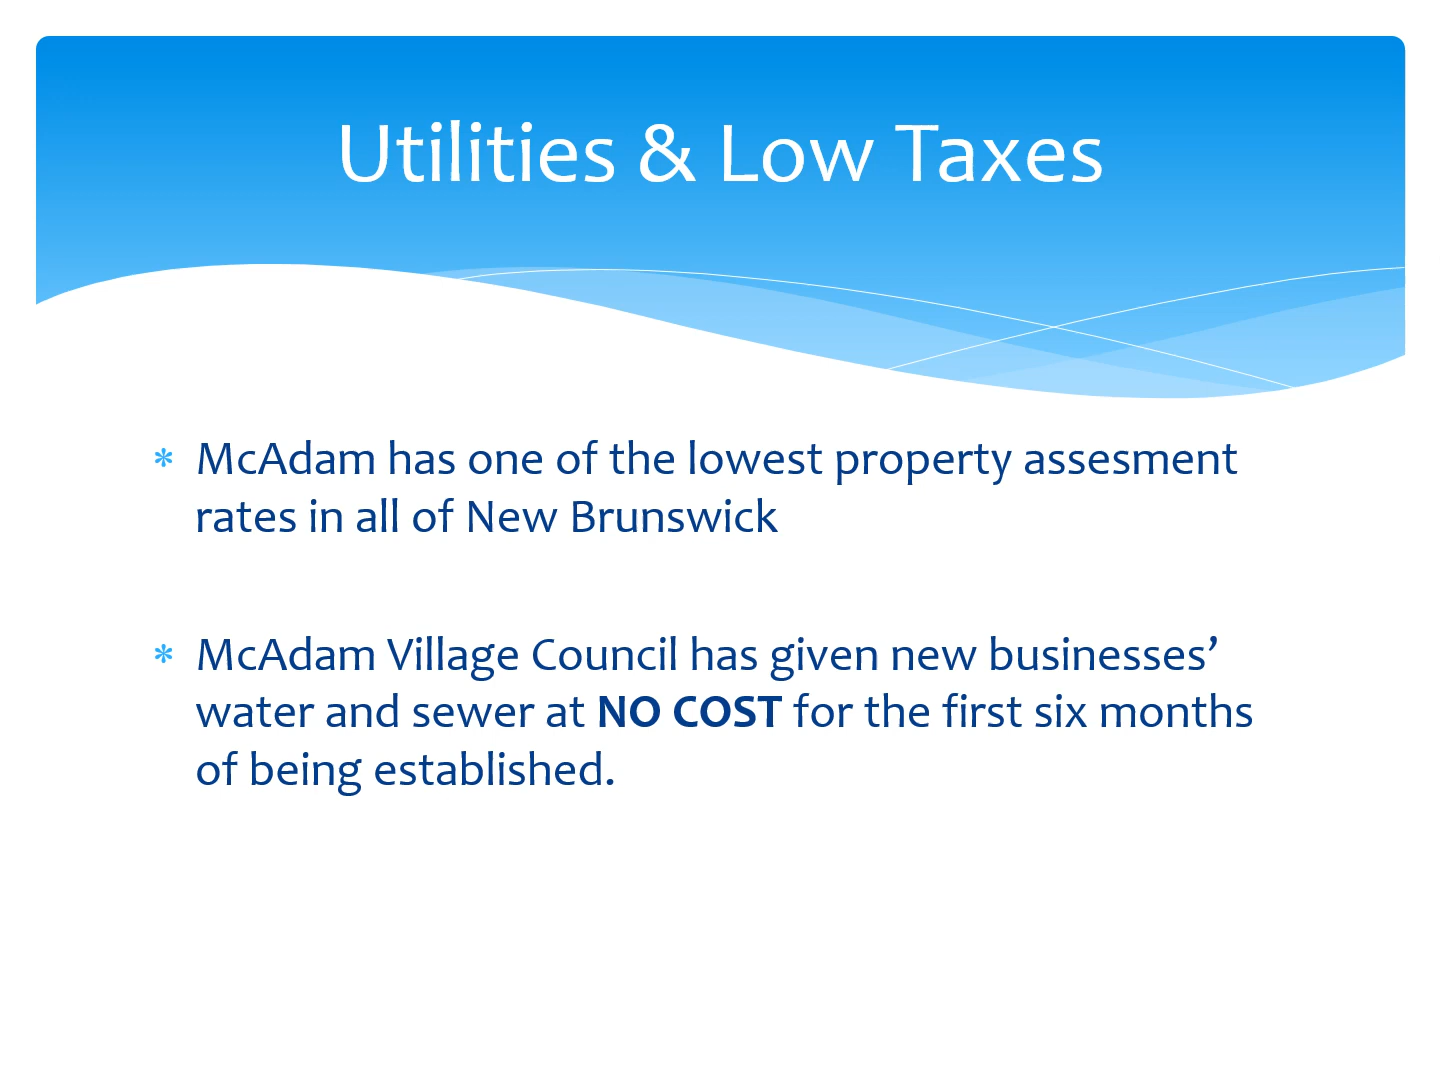 Utilities & Low Taxes
* McAdam has one of the lowest property assesment
rates in all of New Brunswick
* McAdam Village Council has given new businesses’
water and sewer at NO COST for the first six months
of being established.